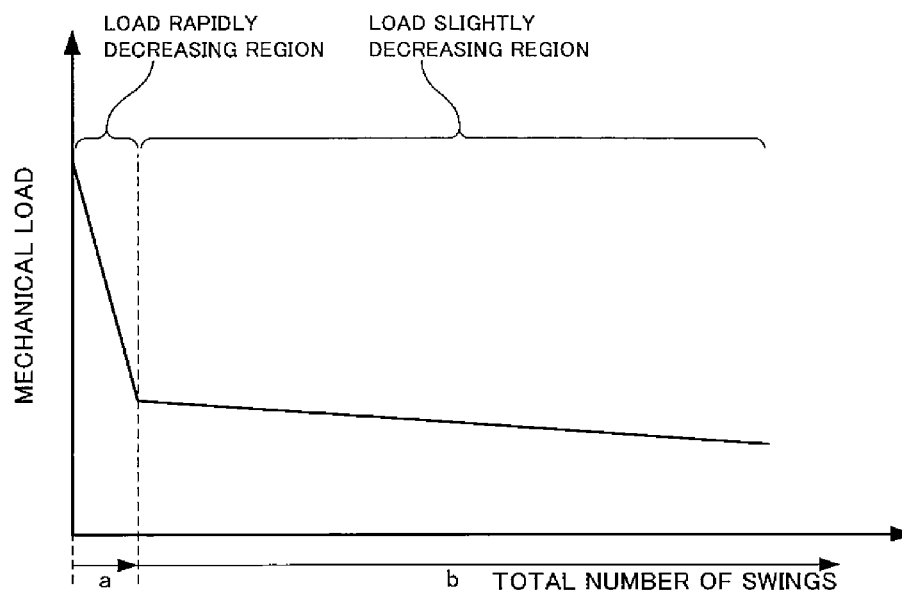 LOAD RAPIDLY
DECREASING REGION
LOAD SLIGHTLY
DECREASING REGION
MECHANICAL LOAD
a
b
TOTAL NUMBER OF SWINGS